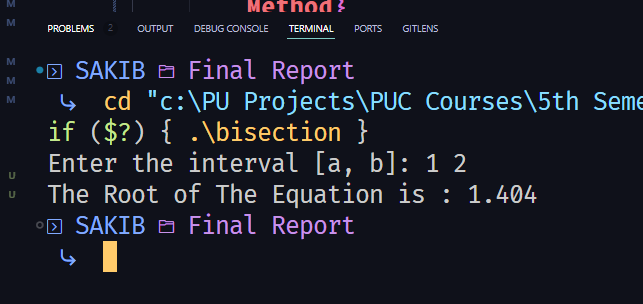 Method}
PROBLEMS 2 OUTPUT DEBUG CONSOLE TERMINAL PORTS GITLENS
M
M SAKIB Final Report
M
M cd "c:\PU Projects\PUC Courses\5th Seme
if ($?) { .\bisection }
Enter the interval [a, b]: 1 2
U
U The Root of The Equation is : 1.404
SAKIB Final Report